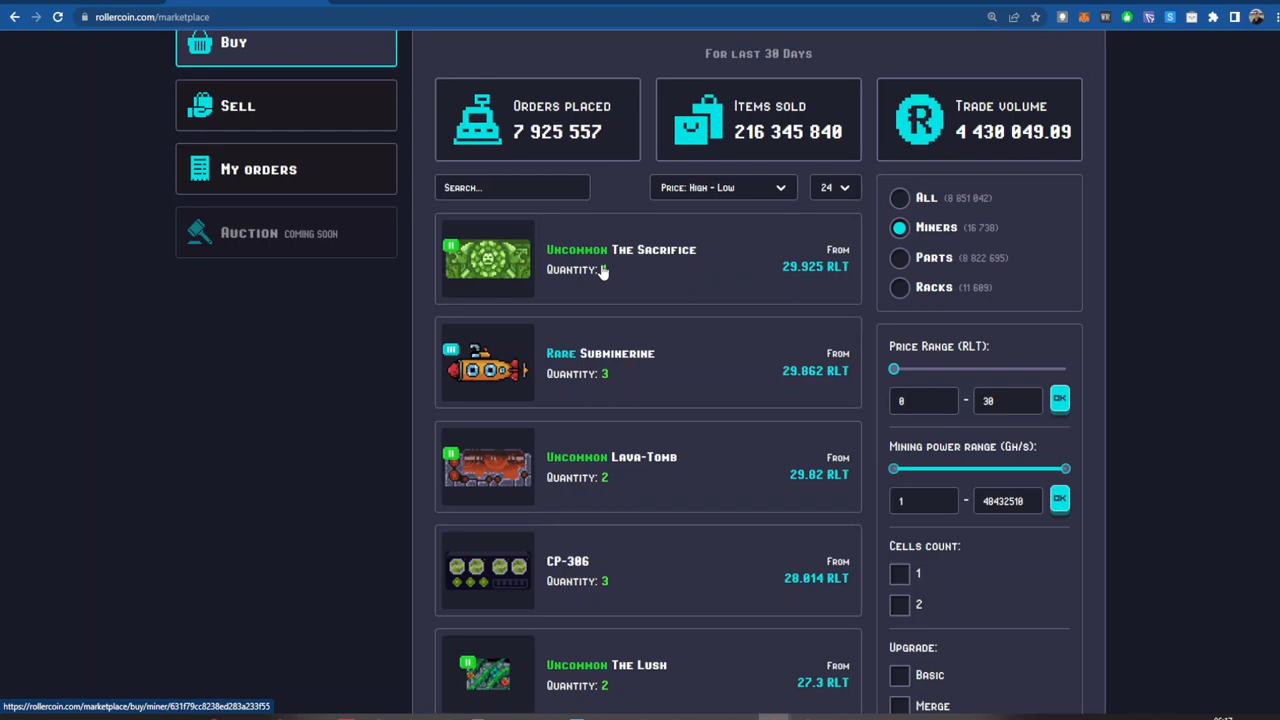 rollercoin.com/marketplace
Buy
Sell
My orders
Auction coming soon
For last 30 Days
Orders placed
7 925 557
Items sold
216 345 840
Trade volume
4 430 049.09
Search...
Price: High - Low
24
Uncommon The Sacrifice
Quantity:
From
29.925 RLT
Rare Subminerine
Quantity: 3
From
29.862 RLT
Uncommon Lava-Tomb
Quantity: 2
From
29.02 RLT
CP-306
Quantity: 3
From
28.014 RLT
Uncommon The Lush
Quantity: 2
From
27.3 RLT
All (8 851 042)
Miners (16 738)
Parts (8 822 695)
Racks (11 609)
Price Range (RLT):
0 - 30 OK
Mining power range (Gh/s):
1 - 40432510 OK
Cells count:
1
2
Upgrade:
Basic
Merge
https://rollercoin.com/marketplace/buy/miner/631f79cc8238ed283a233f55